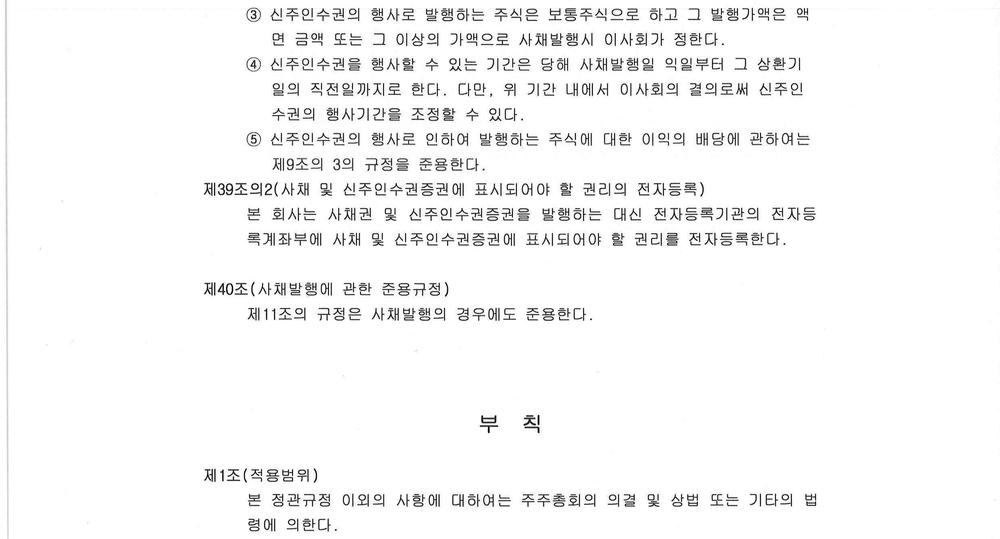 ③ 신주인수권의 행사로 발행하는 주식은 보통주식으로 하고 그 발행가액은 액
면 금액 또는 그 이상의 가액으로 사채발행시 이사회가 정한다.
④ 신주인수권을 행사할 수 있는 기간은 당해 사채발행일 익일부터 그 상환기
일의 직전일까지로 한다. 다만, 위 기간 내에서 이사회의 결의로써 신주인
수권의 행사기간을 조정할 수 있다.
⑤ 신주인수권의 행사로 인하여 발행하는 주식에 대한 이익의 배당에 관하여는
제9조의 3의 규정을 준용한다.
제39조의2(사채 및 신주인수권증권에 표시되어야 할 권리의 전자등록)
본 회사는 사채권 및 신주인수권증권을 발행하는 대신 전자등록기관의 전자등
록계좌부에 사채 및 신주인수권증권에 표시되어야 할 권리를 전자등록한다.
제40조(사채발행에 관한 준용규정)
제11조의 규정은 사채발행의 경우에도 준용한다.
부 칙
제1조(적용범위)
본 정관규정 이외의 사항에 대하여는 주주총회의 의결 및 상법 또는 기타의 법
령에 의한다.